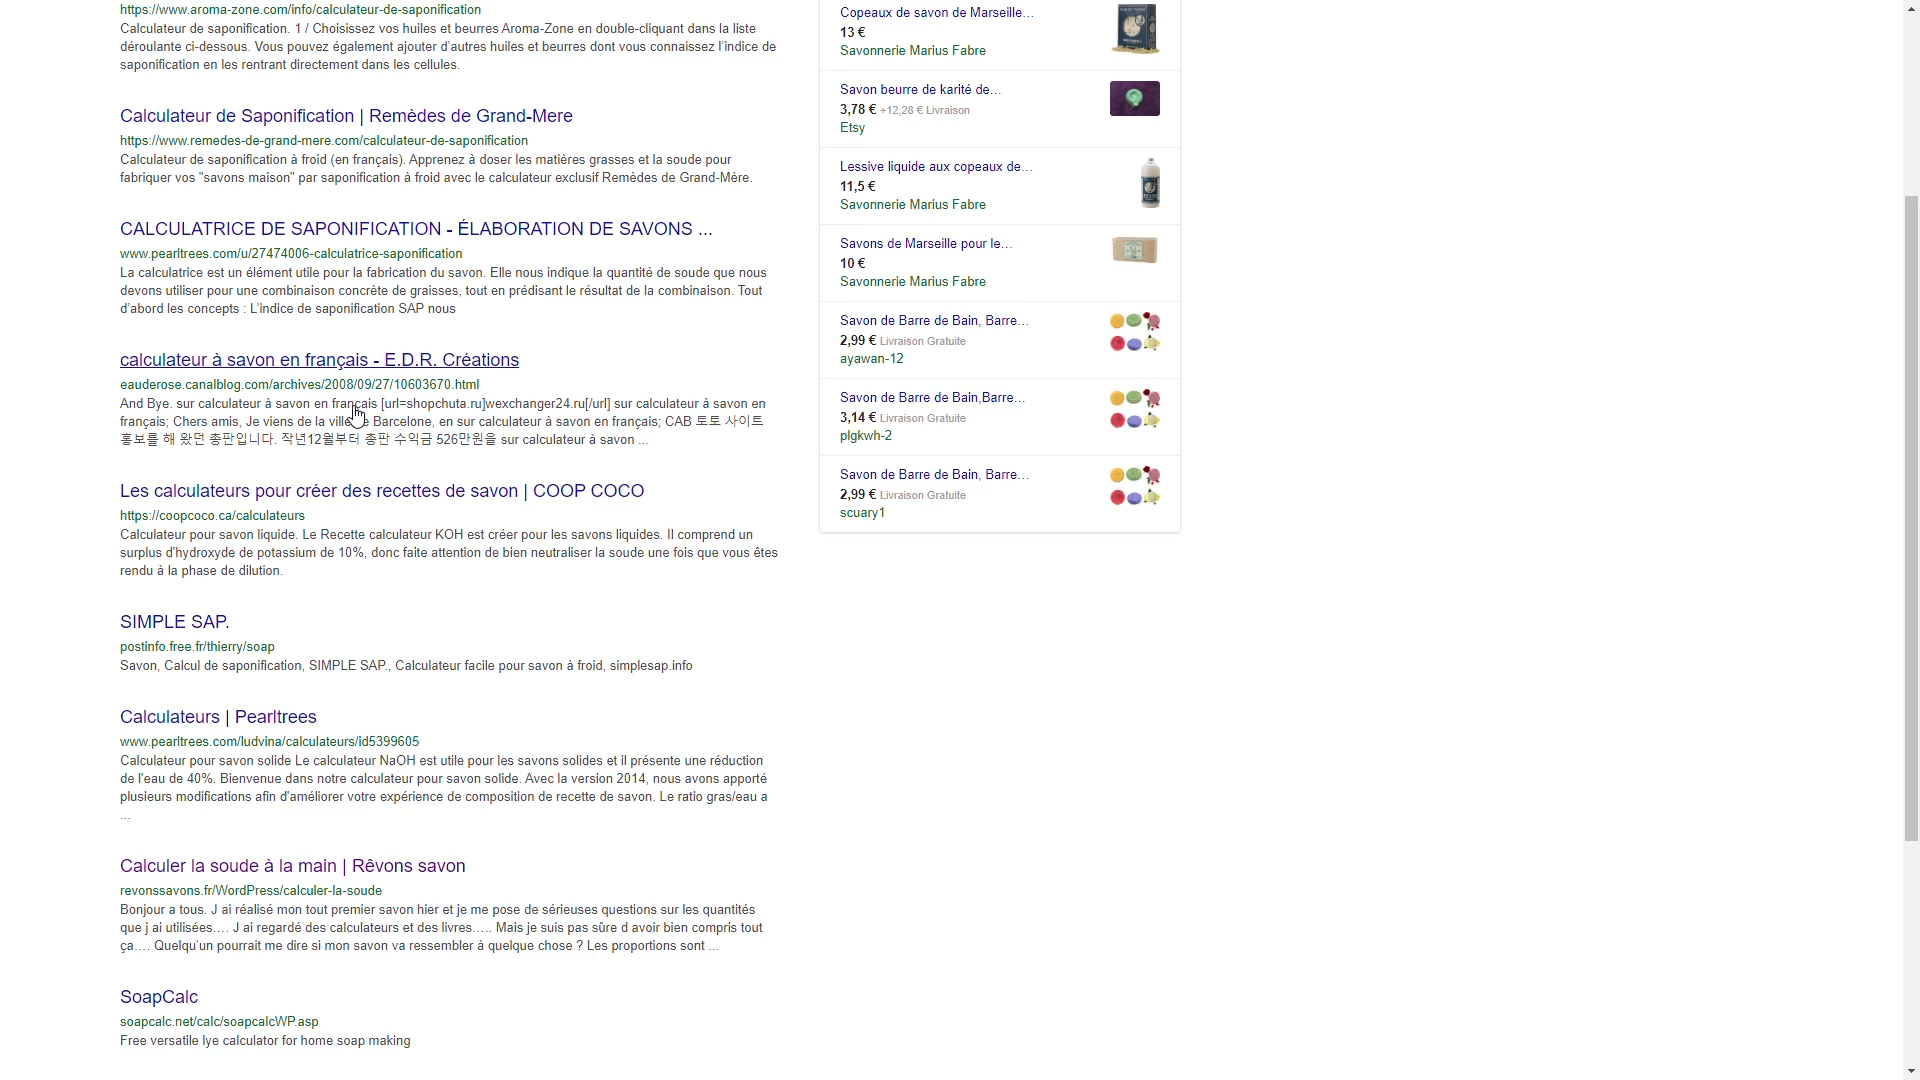 https://www.aroma-zone.com/info/calculateur-de-saponification
Calculateur de saponification. 1 / Choisissez vos huiles et beurres Aroma-Zone en double-cliquant dans la liste
déroulante ci-dessous. Vous pouvez également ajouter d'autres huiles et beurres dont vous connaissez l'indice de
saponification en les rentrant directement dans les cellules.
Calculateur de Saponification | Remèdes de Grand-Mere
https://www.remedes-de-grand-mere.com/calculateur-de-saponification
Calculateur de saponification à froid (en français). Apprenez à doser les matières grasses et la soude pour
fabriquer vos "savons maison" par saponification à froid avec le calculateur exclusif Remèdes de Grand-Mère.
CALCULATRICE DE SAPONIFICATION - ÉLABORATION DE SAVONS ...
www.pearltrees.com/u/27474006-calculatrice-saponification
La calculatrice est un élément utile pour la fabrication du savon. Elle nous indique la quantité de soude que nous
devons utiliser pour une combinaison concrète de graisses, tout en prédisant le résultat de la combinaison. Tout
d'abord les concepts : L'indice de saponification SAP nous
calculateur à savon en français - E.D.R. Créations
eauderose.canalblog.com/archives/2008/09/27/10603670.html
And Bye. sur calculateur à savon en français [url=shopchuta.ru]wexchanger24.ru[/url] sur calculateur à savon en
français; Chers amis, Je viens de la ville Barcelone, en sur calculateur à savon en français; CAB 토토 사이트
홍보를 해 왔던 총판입니다. 작년12월부터 총판 수익금 526만원을 sur calculateur à savon ...
Les calculateurs pour créer des recettes de savon | COOP COCO
https://coopcoco.ca/calculateurs
Calculateur pour savon liquide. Le Recette calculateur KOH est créer pour les savons liquides. Il comprend un
surplus d'hydroxyde de potassium de 10%, donc faite attention de bien neutraliser la soude une fois que vous êtes
rendu à la phase de dilution.
SIMPLE SAP.
postinfo.free.fr/thierry/soap
Savon, Calcul de saponification, SIMPLE SAP., Calculateur facile pour savon à froid, simplesap.info
Calculateurs | Pearltrees
www.pearltrees.com/ludvina/calculateurs/id5399605
Calculateur pour savon solide Le calculateur NaOH est utile pour les savons solides et il présente une réduction
de l'eau de 40%. Bienvenue dans notre calculateur pour savon solide. Avec la version 2014, nous avons apporté
plusieurs modifications afin d'améliorer votre expérience de composition de recette de savon. Le ratio gras/eau a
...
Calculer la soude à la main | Rêvons savon
revonssavons.fr/WordPress/calculer-la-soude
Bonjour a tous. J ai réalisé mon tout premier savon hier et je me pose de sérieuses questions sur les quantités
que j ai utilisées.... J ai regardé des calculateurs et des livres..... Mais je suis pas sûre d avoir bien compris tout
ça.... Quelqu'un pourrait me dire si mon savon va ressembler à quelque chose ? Les proportions sont ...
SoapCalc
soapcalc.net/calc/soapcalcWP.asp
Free versatile lye calculator for home soap making
Copeaux de savon de Marseille...
13 €
Savonnerie Marius Fabre
Savon beurre de karité de...
3,78 € +12,28 € Livraison
Etsy
Lessive liquide aux copeaux de...
11,5 €
Savonnerie Marius Fabre
Savons de Marseille pour le...
10 €
Savonnerie Marius Fabre
Savon de Barre de Bain, Barre...
2,99 € Livraison Gratuite
ayawan-12
Savon de Barre de Bain,Barre...
3,14 € Livraison Gratuite
plgkwh-2
Savon de Barre de Bain, Barre...
2,99 € Livraison Gratuite
scuary1